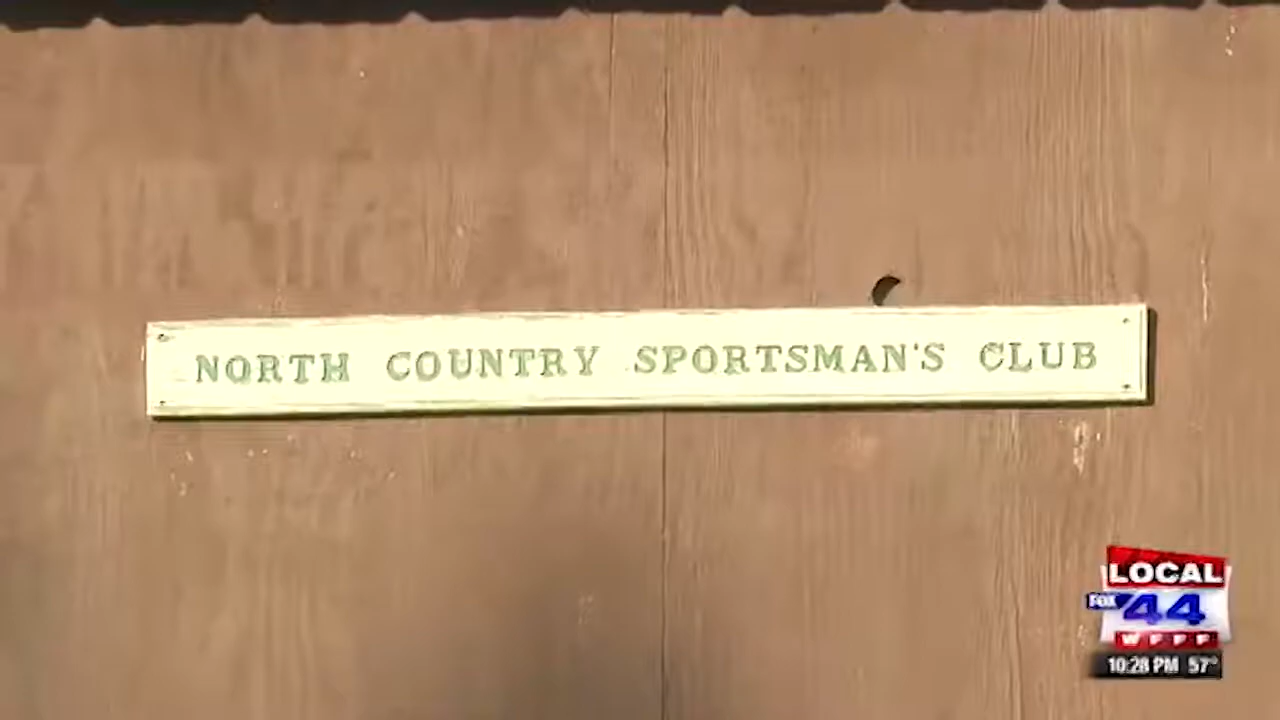 NORTH COUNTRY SPORTSMAN'S CLUB
LOCAL
FOX 44
WFFF
10:28 PM 57°